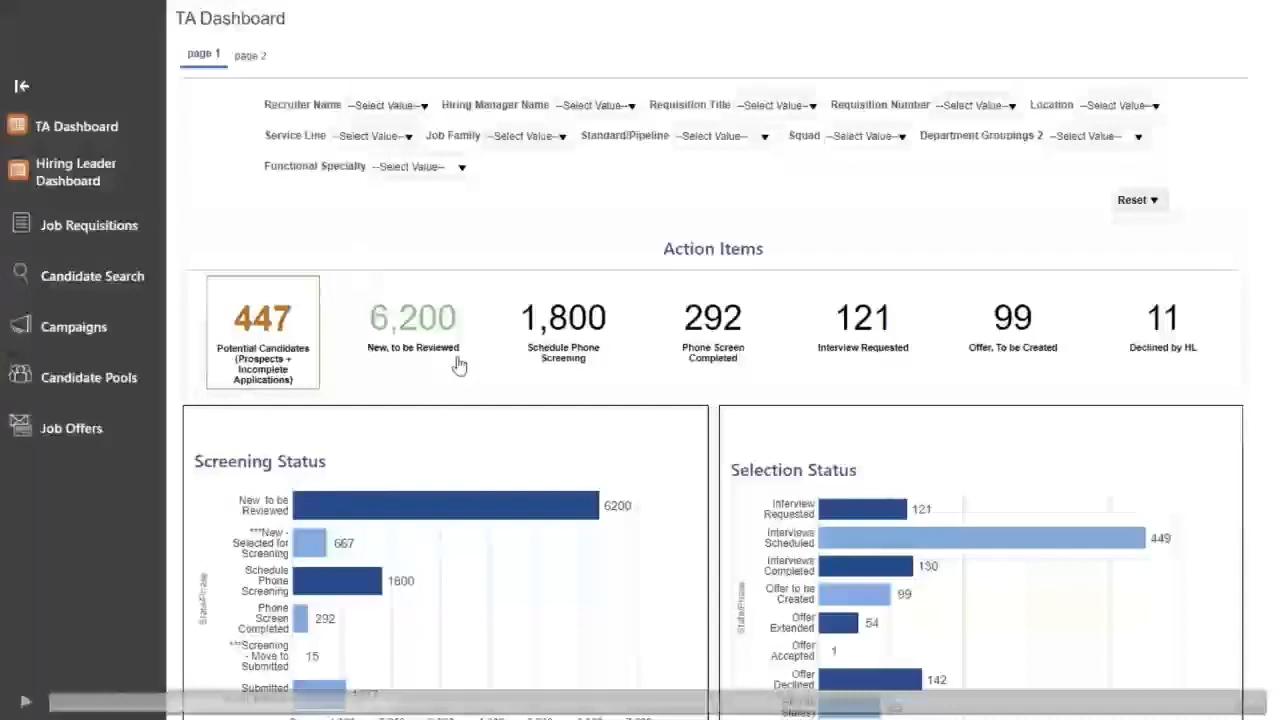 TA Dashboard
page 1 page 2
TA Dashboard
Hiring Leader
Dashboard
Job Requisitions
Candidate Search
Campaigns
Candidate Pools
Job Offers
Recruiter Name --Select Value-- Hiring Manager Name --Select Value-- Requisition Title --Select Value-- Requisition Number --Select Value-- Location --Select Value--
Service Line --Select Value-- Job Family --Select Value-- Standard/Pipeline --Select Value-- Squad --Select Value-- Department Groupings 2 --Select Value--
Functional Specialty --Select Value--
Reset
Action Items
447
Potential Candidates
(Prospects +
Incomplete
Applications)
6,200
New, to be Reviewed
1,800
Schedule Phone
Screening
292
Phone Screen
Completed
121
Interview Requested
99
Offer, To be Created
11
Declined by HL
Screening Status
State/Phase
New to be
Reviewed
6200
***New -
Selected for
Screening
667
Schedule
Phone
Screening
1800
Phone
Screen
Completed
292
***Screening
- Move to
Submitted
15
Submitted
Selection Status
State/Phase
Interview
Requested
121
Interviews
Scheduled
449
Interviews
Completed
130
Offer to be
Created
99
Offer
Extended
54
Offer
Accepted
1
Offer
Declined
142